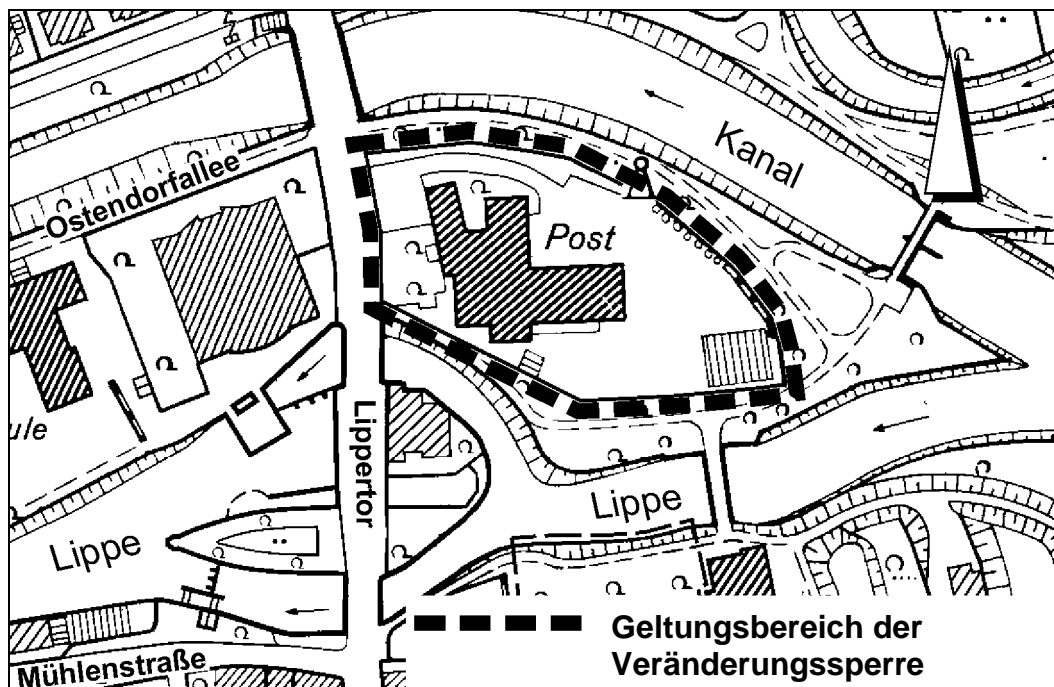 Kanal
Ostendorfallee
Post
ule
Lippertor
Lippe
Lippe
Geltungsbereich der
Veränderungssperre
Mühlenstraße